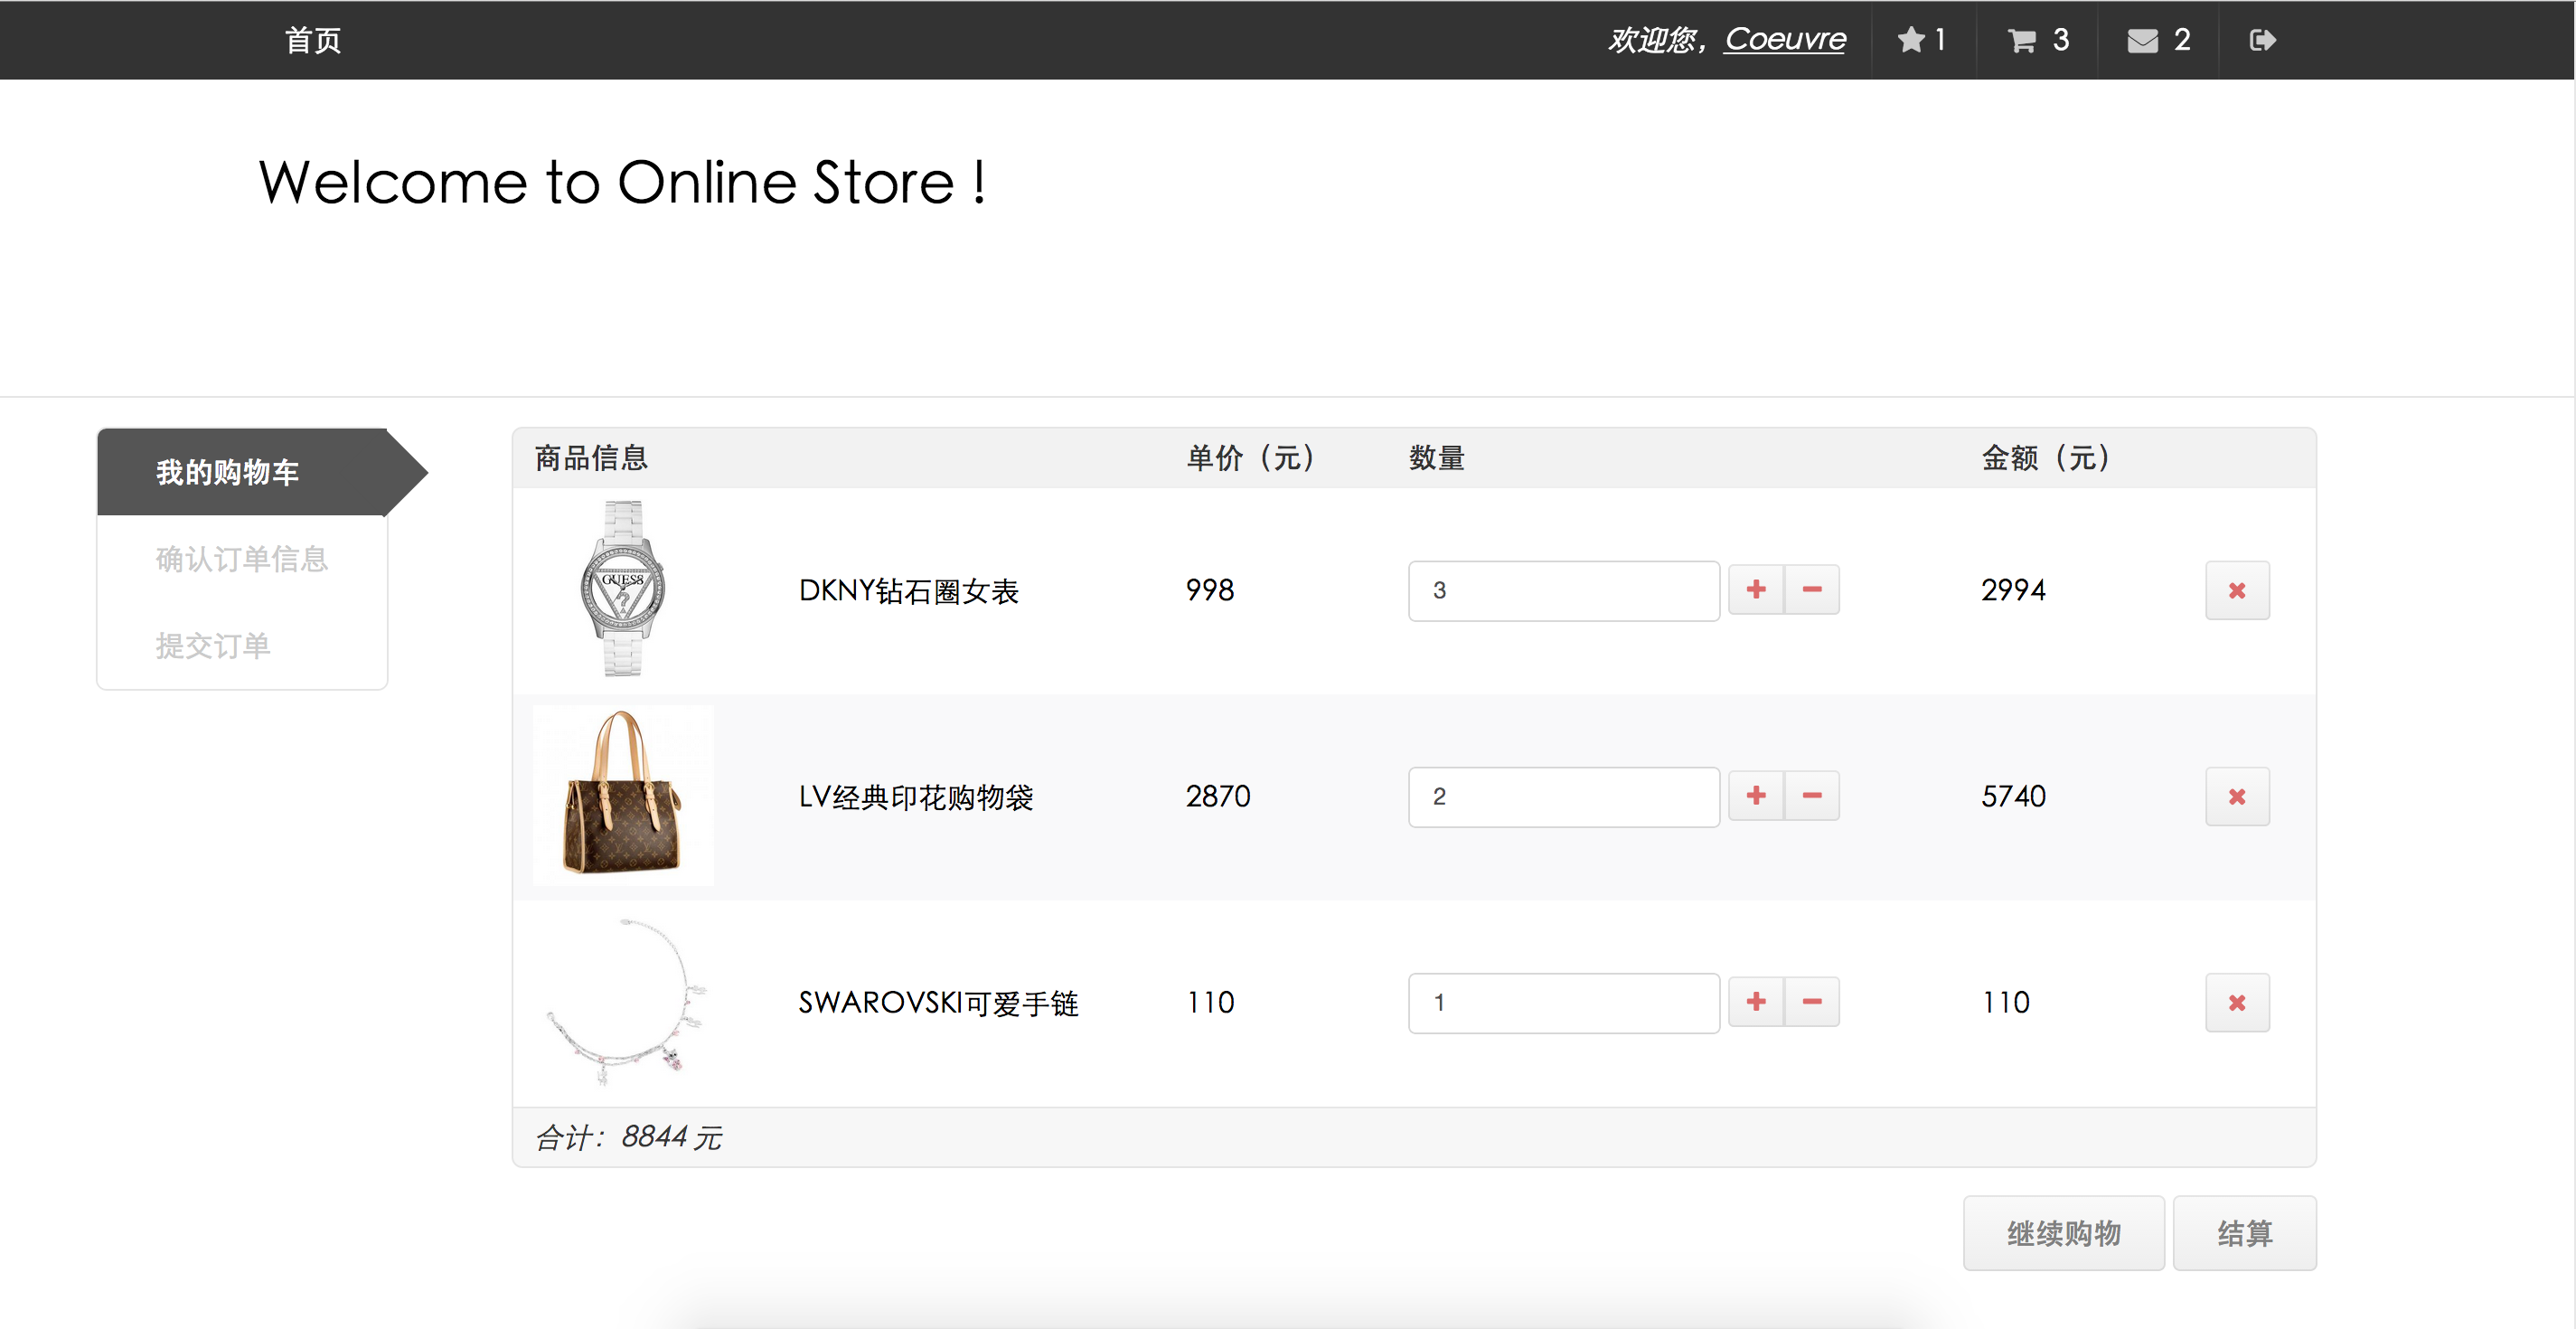 首页 欢迎您，Coeuvre 1 3 2
Welcome to Online Store !
我的购物车
确认订单信息
提交订单
商品信息 单价（元） 数量 金额（元）
GUESS
?
DKNY钻石圈女表 998 3 2994
LV经典印花购物袋 2870 2 5740
SWAROVSKI可爱手链 110 1 110
合计：8844 元
继续购物 结算